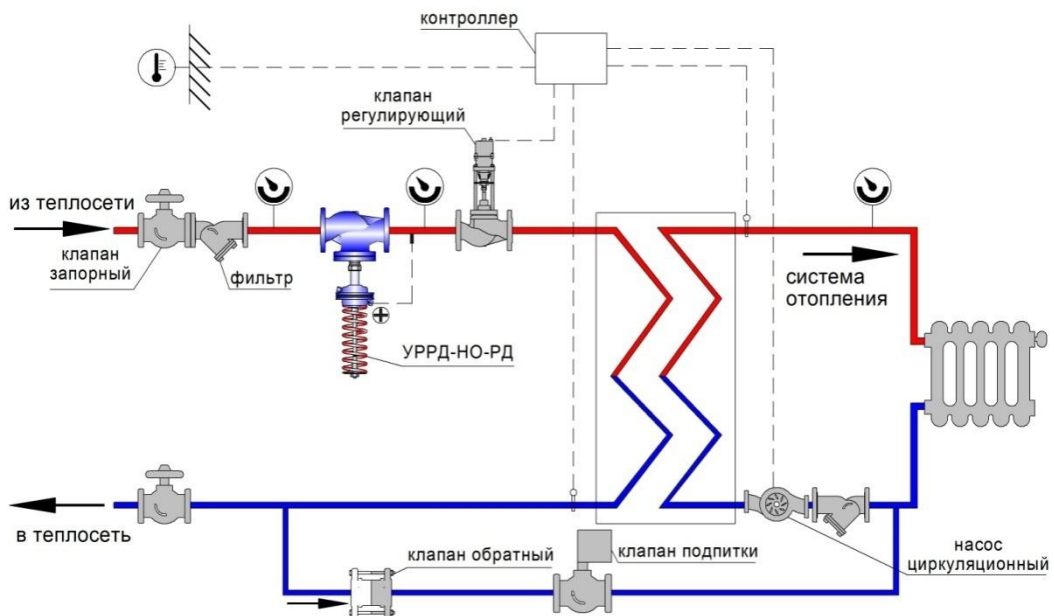 контроллер
клапан
регулирующий
из теплосети
клапан
запорный
фильтр
система
отопления
УРРД-НО-РД
в теплосеть
клапан обратный
клапан подпитки
насос
циркуляционный